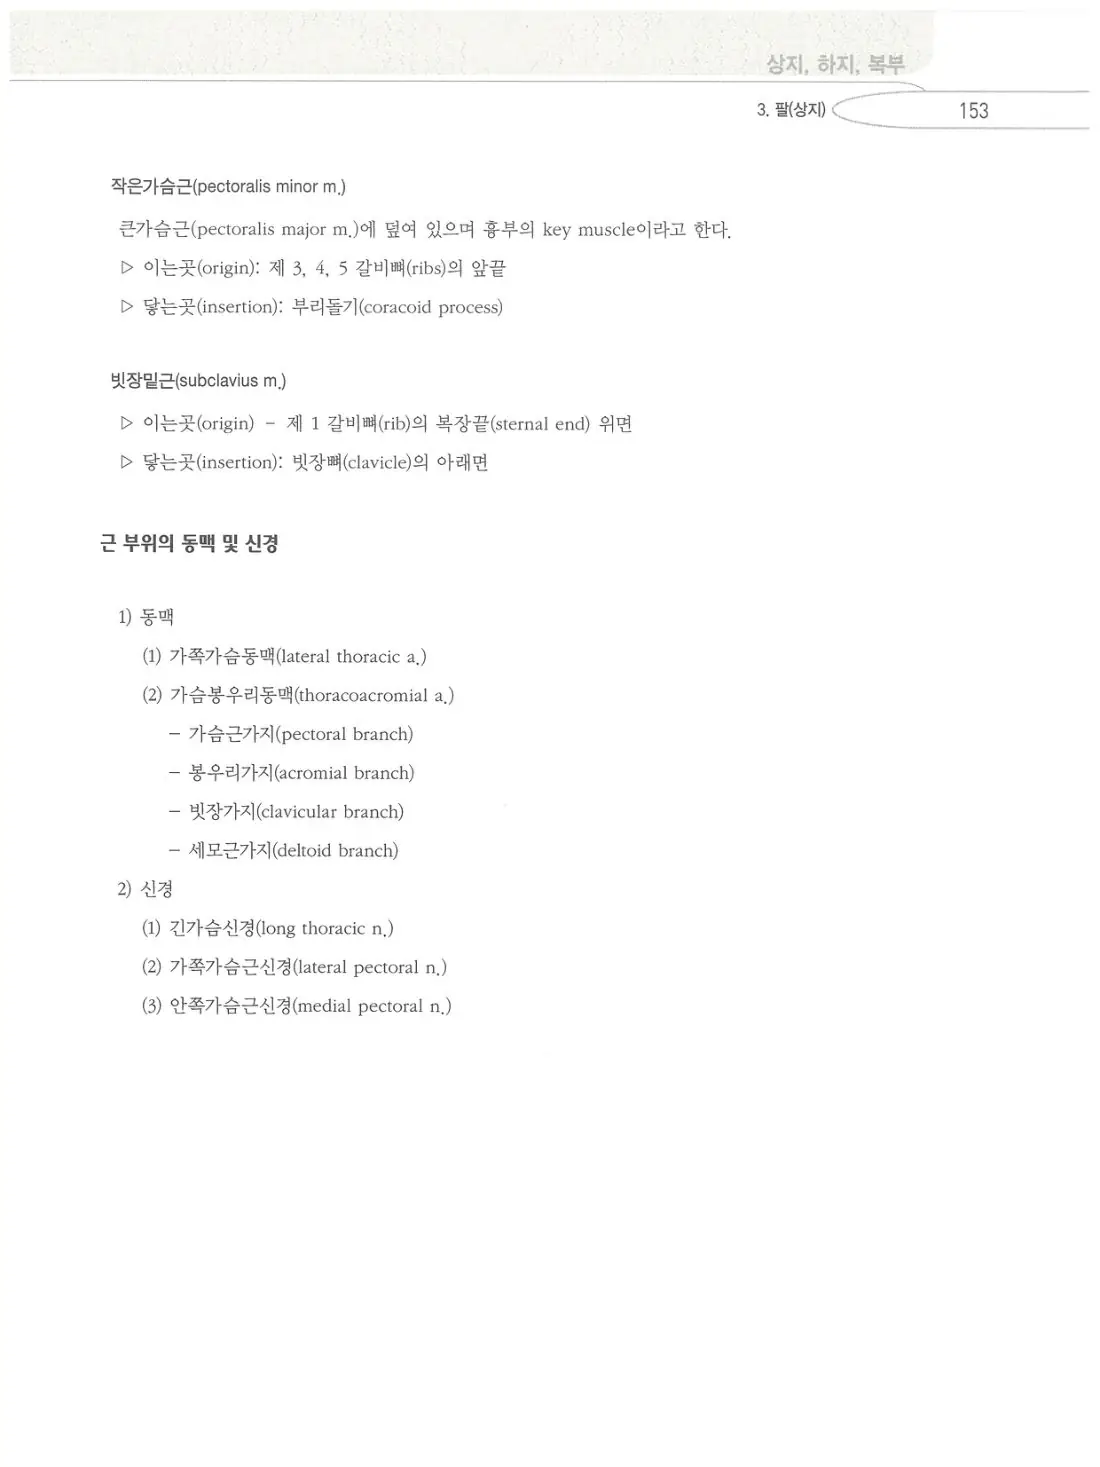 상지, 하지, 복부
3. 팔(상지) 153
작은가슴근(pectoralis minor m.)
큰가슴근(pectoralis major m.)에 덮여 있으며 흉부의 key muscle이라고 한다.
▷ 이는곳(origin): 제 3, 4, 5 갈비뼈(ribs)의 앞끝
▷ 닿는곳(insertion): 부리돌기(coracoid process)
빗장밑근(subclavius m.)
▷ 이는곳(origin) - 제 1 갈비뼈(rib)의 복장끝(sternal end) 위면
▷ 닿는곳(insertion): 빗장뼈(clavicle)의 아래면
근 부위의 동맥 및 신경
1) 동맥
(1) 가쪽가슴동맥(lateral thoracic a.)
(2) 가슴봉우리동맥(thoracoacromial a.)
- 가슴근가지(pectoral branch)
- 봉우리가지(acromial branch)
- 빗장가지(clavicular branch)
- 세모근가지(deltoid branch)
2) 신경
(1) 긴가슴신경(long thoracic n.)
(2) 가쪽가슴근신경(lateral pectoral n.)
(3) 안쪽가슴근신경(medial pectoral n.)